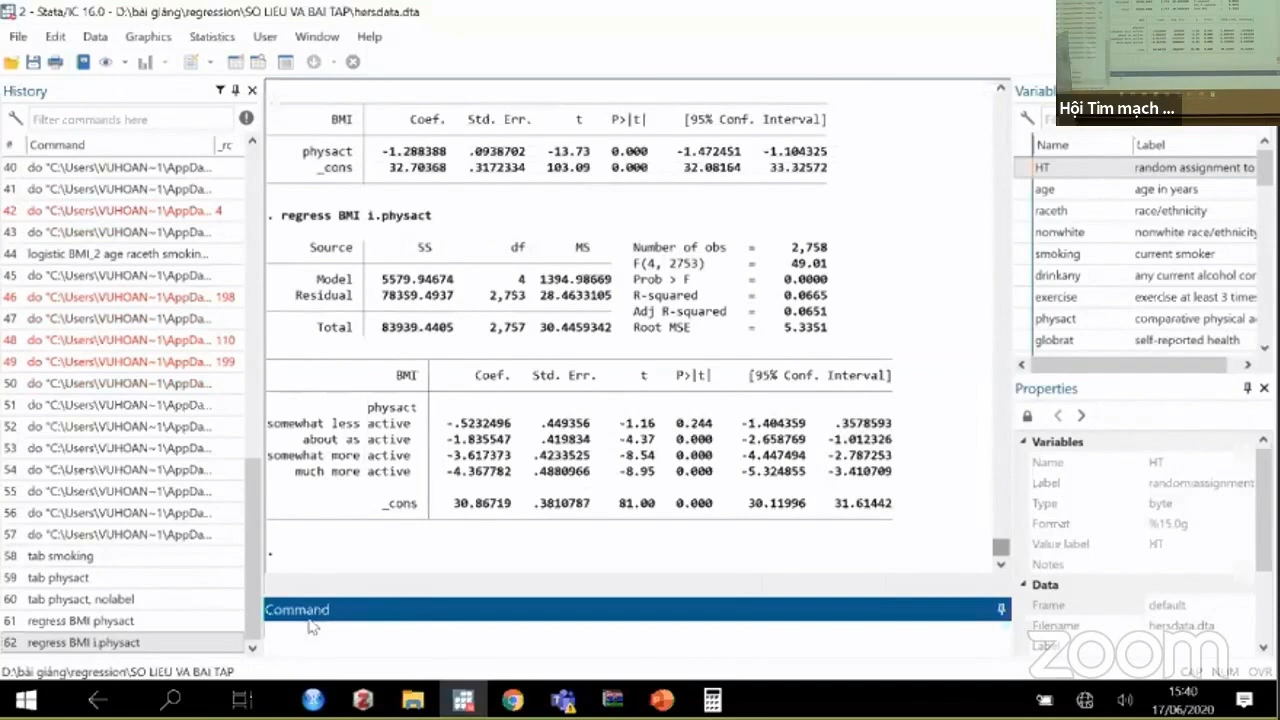 2 - Stata/IC 16.0 - D:\bài giảng\regression\SO LIEU VA BAI TAP\hersdata.dta
File Edit Data Graphics Statistics User Window Help
Hội Tim mạch ...
History
Filter commands here
# Command _rc
40 do "C:\Users\VUHOAN~1\AppDa...
41 do "C:\Users\VUHOAN~1\AppDa...
42 do "C:\Users\VUHOAN~1\AppDa... 4
43 do "C:\Users\VUHOAN~1\AppDa...
44 logistic BMI_2 age raceth smokin...
45 do "C:\Users\VUHOAN~1\AppDa...
46 do "C:\Users\VUHOAN~1\AppDa... 198
47 do "C:\Users\VUHOAN~1\AppDa...
48 do "C:\Users\VUHOAN~1\AppDa... 110
49 do "C:\Users\VUHOAN~1\AppDa... 199
50 do "C:\Users\VUHOAN~1\AppDa...
51 do "C:\Users\VUHOAN~1\AppDa...
52 do "C:\Users\VUHOAN~1\AppDa...
53 do "C:\Users\VUHOAN~1\AppDa...
54 do "C:\Users\VUHOAN~1\AppDa...
55 do "C:\Users\VUHOAN~1\AppDa...
56 do "C:\Users\VUHOAN~1\AppDa...
57 do "C:\Users\VUHOAN~1\AppDa...
58 tab smoking
59 tab physact
60 tab physact, nolabel
61 regress BMI physact
62 regress BMI i.physact
BMI Coef. Std. Err. t P>|t| [95% Conf. Interval]
physact -1.288388 .0938702 -13.73 0.000 -1.472451 -1.104325
_cons 32.70368 .3172334 103.09 0.000 32.08164 33.32572
. regress BMI i.physact
Source SS df MS Number of obs = 2,758
F(4, 2753) = 49.01
Model 5579.94674 4 1394.98669 Prob > F = 0.0000
Residual 78359.4937 2,753 28.4633105 R-squared = 0.0665
Adj R-squared = 0.0651
Total 83939.4405 2,757 30.4459342 Root MSE = 5.3351
BMI Coef. Std. Err. t P>|t| [95% Conf. Interval]
physact
somewhat less active -.5232496 .449356 -1.16 0.244 -1.404359 .3578593
about as active -1.835547 .419834 -4.37 0.000 -2.658769 -1.012326
somewhat more active -3.617373 .4233525 -8.54 0.000 -4.447494 -2.787253
much more active -4.367782 .4880966 -8.95 0.000 -5.324855 -3.410709
_cons 30.86719 .3810787 81.00 0.000 30.11996 31.61442
.
Command
Variabl
Name Label
HT random assignment to
age age in years
raceth race/ethnicity
nonwhite nonwhite race/ethnicity
smoking current smoker
drinkany any current alcohol con
exercise exercise at least 3 times
physact comparative physical a
globrat self-reported health
Properties
Variables
Name HT
Label random assignment
Type byte
Format %15.0g
Value label HT
Notes
Data
Frame default
Filename hersdata.dta
Label
zoom
D:\bài giảng\regression\SO LIEU VA BAI TAP
CAP NUM OVR
15:40
17/06/2020